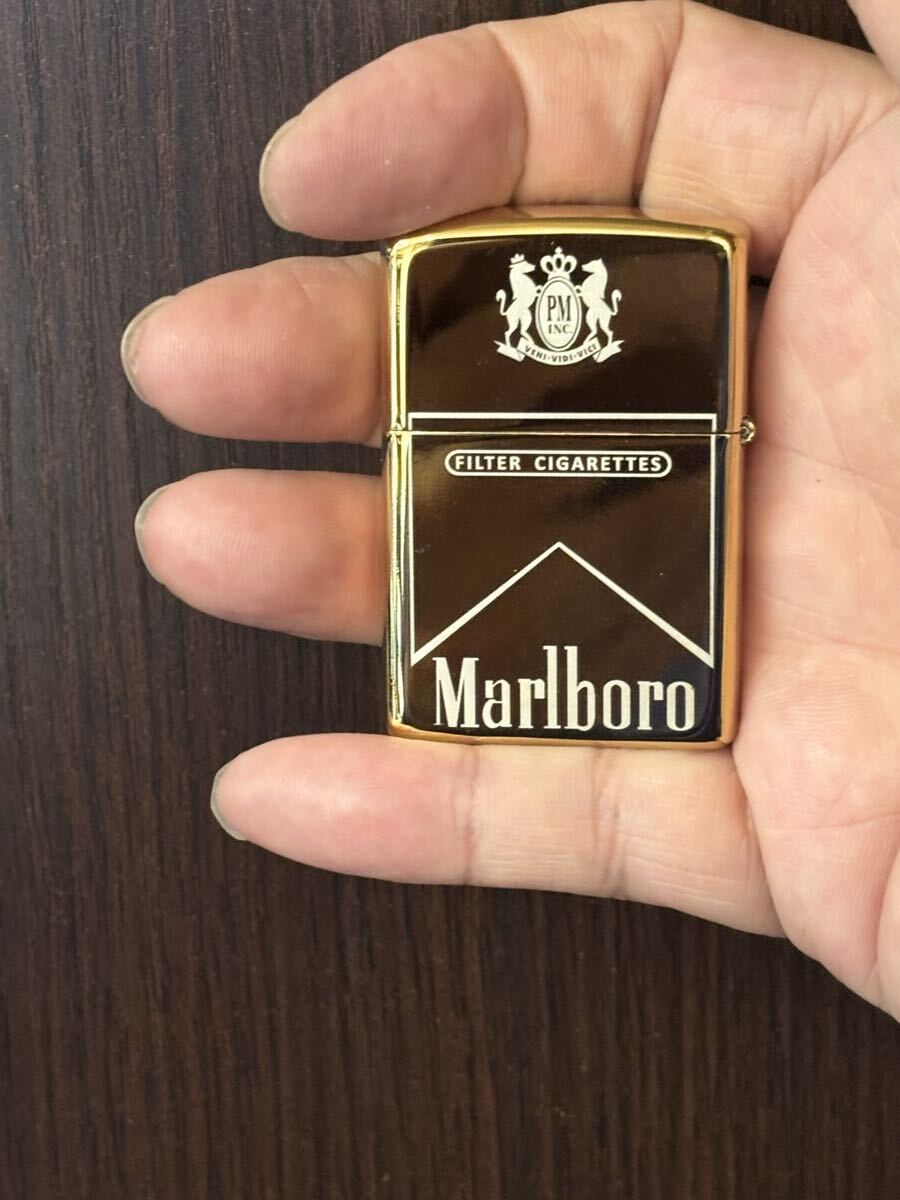 PM
INC.
VENI·VIDI·VICI
FILTER CIGARETTES
Marlboro